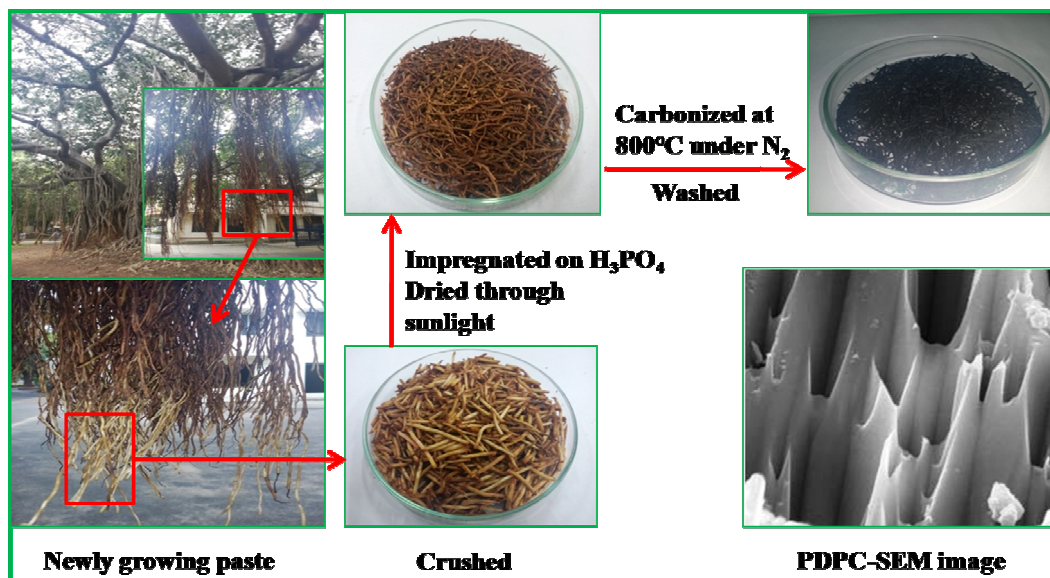 Carbonized at
800°C under N₂
Washed
Impregnated on H₃PO₄
Dried through
sunlight
Newly growing paste
Crushed
PDPC-SEM image